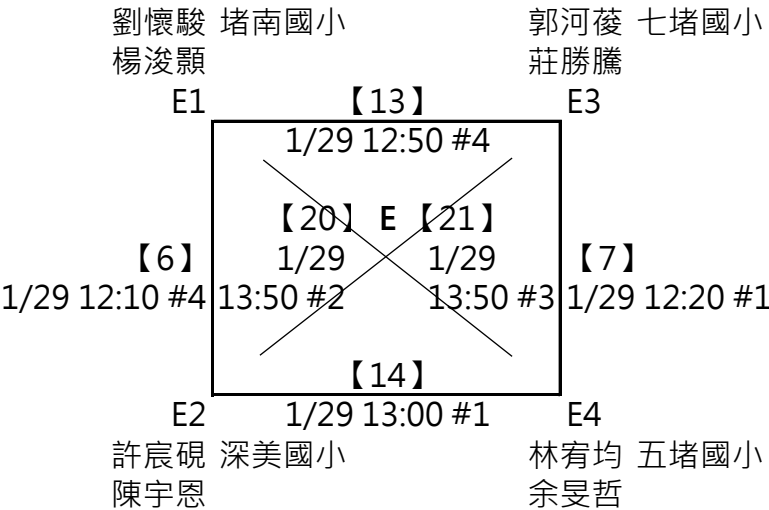 劉懷駿 堵南國小 郭河葰 七堵國小
楊浚顥 莊勝騰
E1 【13】 E3
1/29 12:50 #4
【20】 E 【21】
【6】 1/29 1/29 【7】
1/29 12:10 #4 13:50 #2 13:50 #3 1/29 12:20 #1
【14】
E2 1/29 13:00 #1 E4
許宸硯 深美國小 林宥均 五堵國小
陳宇恩 余旻哲